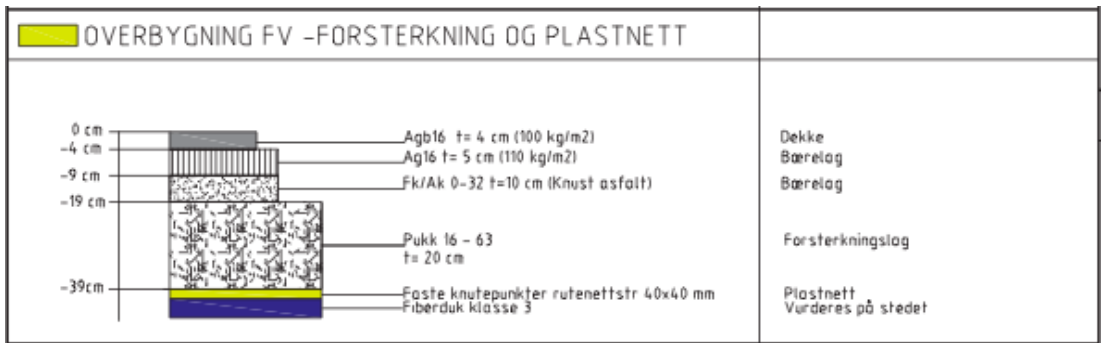 OVERBYGNING FV -FORSTERKNING OG PLASTNETT
0 cm
-4 cm
-9 cm
-19 cm
-39cm
Agb16 t= 4 cm (100 kg/m2)
Ag16 t= 5 cm (110 kg/m2)
Fk/Ak 0-32 t=10 cm (Knust asfalt)
Pukk 16 - 63
t= 20 cm
Faste knutepunkter rutenettstr 40x40 mm
Fiberduk klasse 3
Dekke
Bærelag
Bærelag
Forsterkningslag
Plastnett
Vurderes på stedet